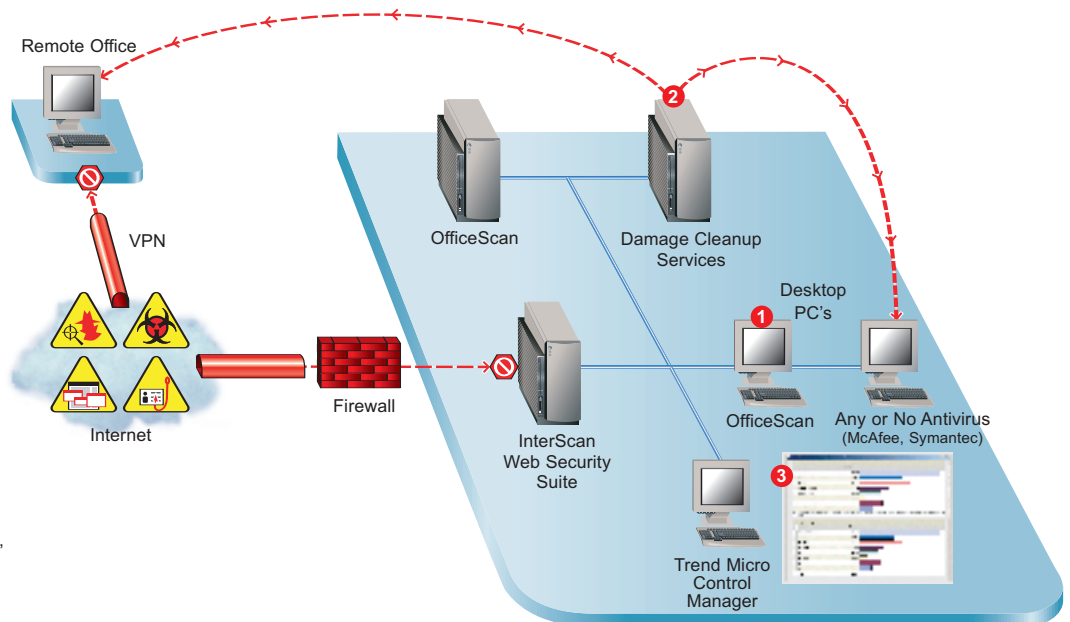 Remote Office
2
OfficeScan
Damage Cleanup
Services
VPN
Desktop
PC's
1
Firewall
Internet
InterScan
Web Security
Suite
OfficeScan
Any or No Antivirus
(McAfee, Symantec)
3
Trend Micro
Control
Manager
,